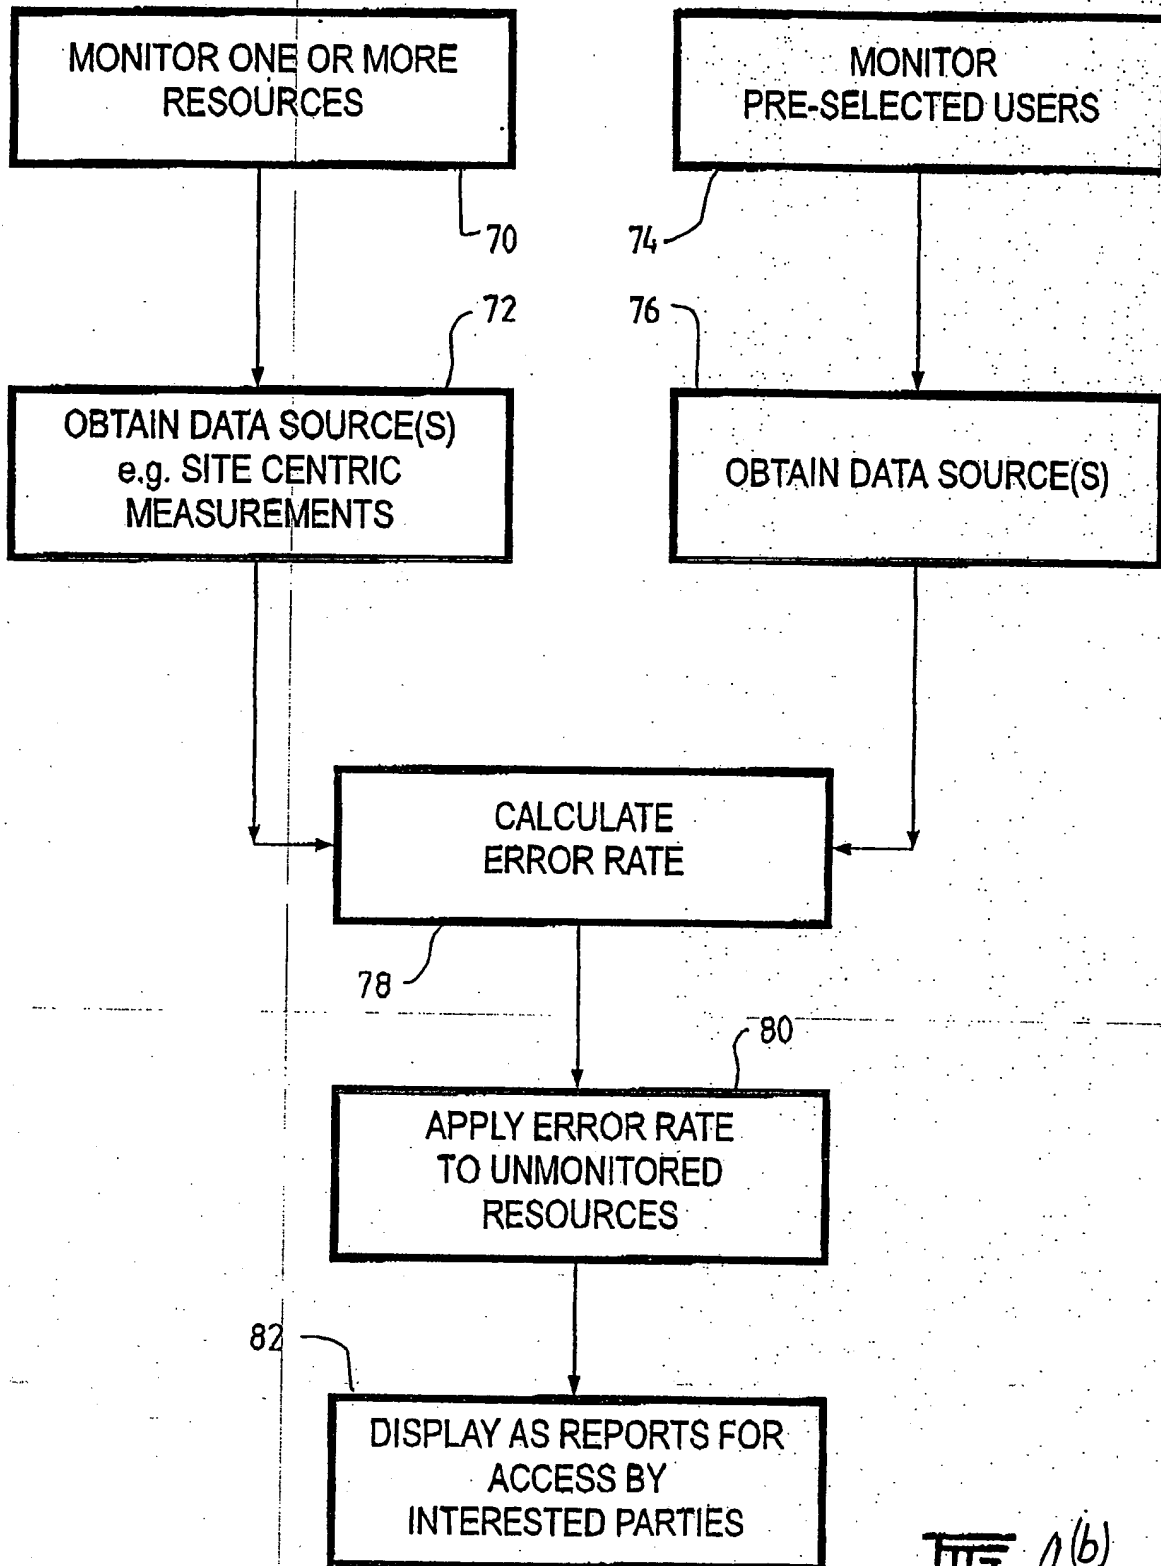 MONITOR ONE OR MORE
RESOURCES
MONITOR
PRE-SELECTED USERS
70
74
72
76
OBTAIN DATA SOURCE(S)
e.g. SITE CENTRIC
MEASUREMENTS
OBTAIN DATA SOURCE(S)
CALCULATE
ERROR RATE
78
80
APPLY ERROR RATE
TO UNMONITORED
RESOURCES
82
DISPLAY AS REPORTS FOR
ACCESS BY
INTERESTED PARTIES
(b)